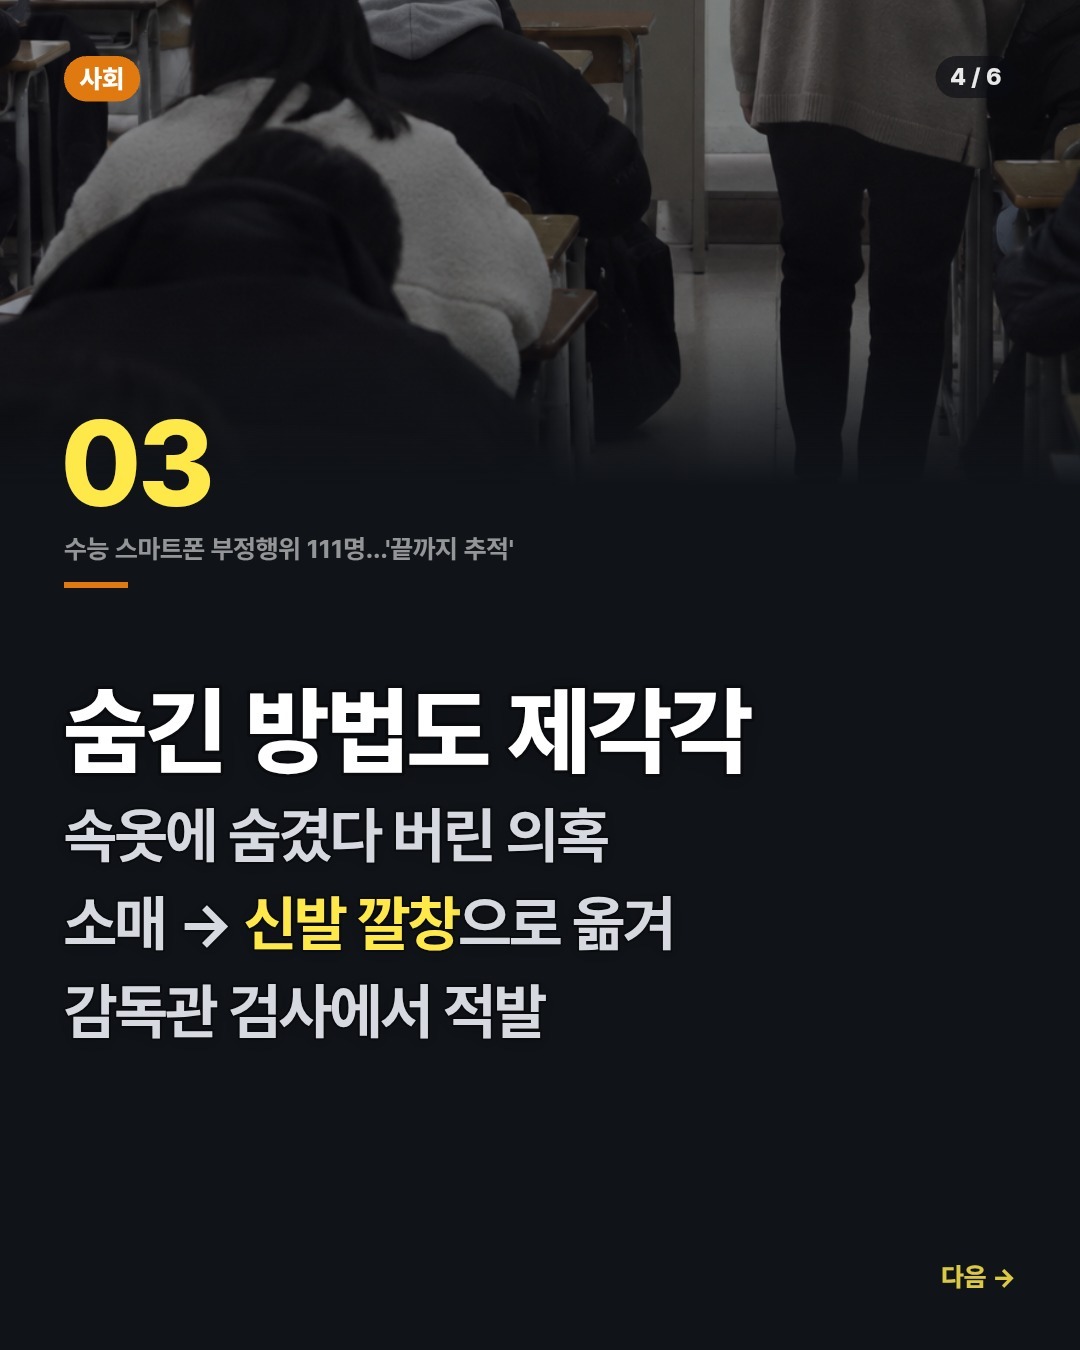 사회
4 / 6
03
수능 스마트폰 부정행위 111명...'끝까지 추적'
숨긴 방법도 제각각
속옷에 숨겼다 버린 의혹
소매 → 신발 깔창으로 옮겨
감독관 검사에서 적발
다음 →